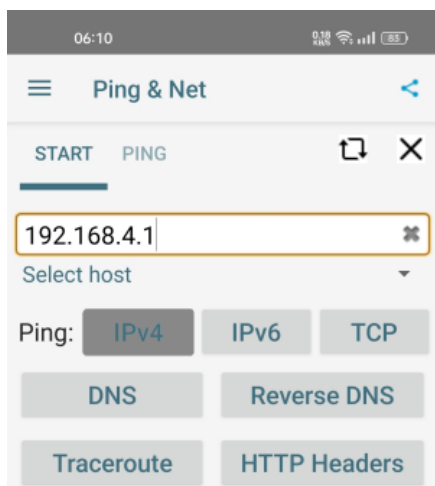 06:10 0.18 KB/S 85
Ping & Net
START PING
192.168.4.1
Select host
Ping: IPv4 IPv6 TCP
DNS Reverse DNS
Traceroute HTTP Headers